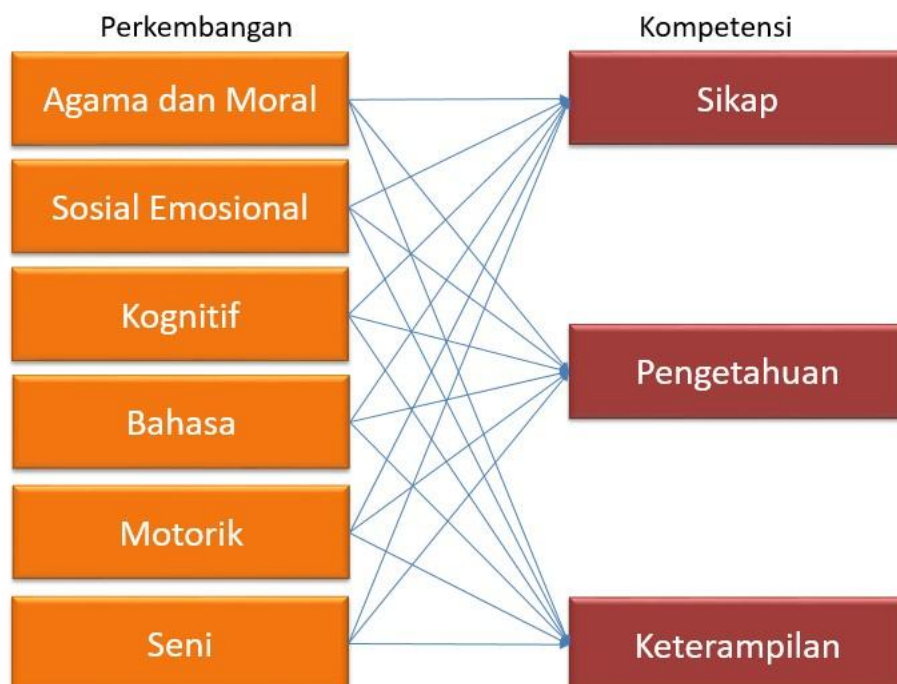 Perkembangan
Kompetensi
Agama dan Moral
Sikap
Sosial Emosional
Kognitif
Pengetahuan
Bahasa
Motorik
Seni
Keterampilan